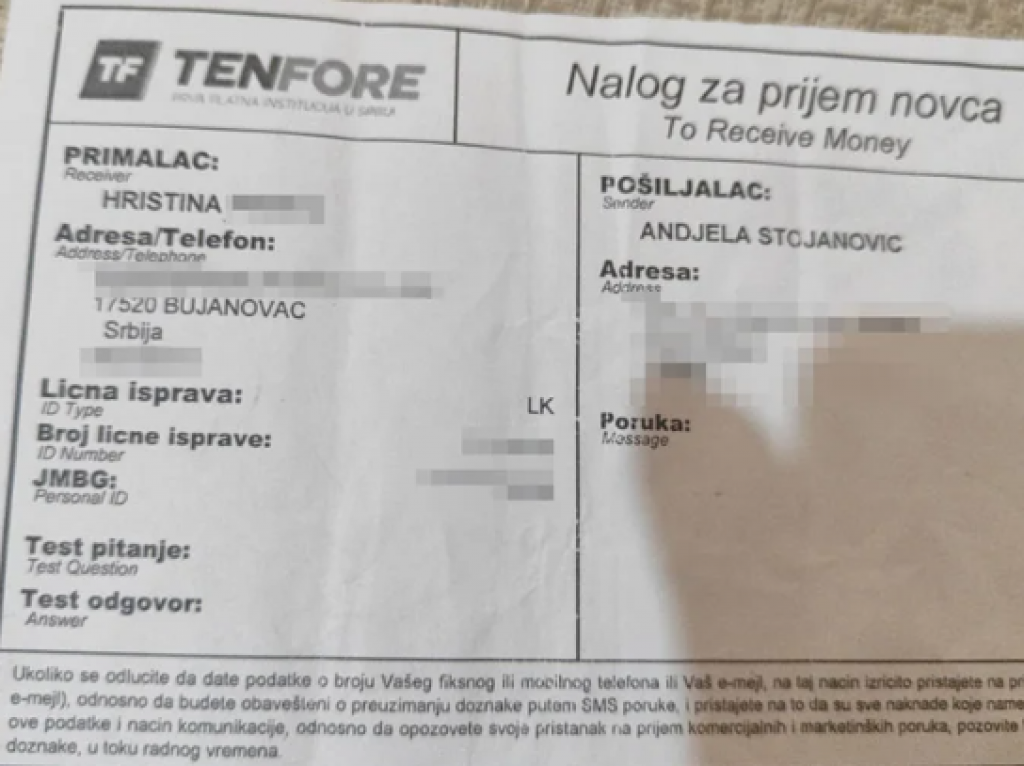 TF TENFORE
PRVA PLATNA INSTITUCIJA U SRBIJI
Nalog za prijem novca
To Receive Money
PRIMALAC:
Receiver
HRISTINA
Adresa/Telefon:
Address/Telephone
17520 BUJANOVAC
Srbija
Licna isprava:
ID Type
LK
Broj licne isprave:
ID Number
JMBG:
Personal ID
Test pitanje:
Test Question
Test odgovor:
Answer
POŠILJALAC:
Sender
ANDJELA STOJANOVIC
Adresa:
Address
Poruka:
Message
Ukoliko se odlucite da date podatke o broju Vašeg fiksnog ili mobilnog telefona ili Vaš e-mejl, na taj nacin izricito pristajete na
e-mejl), odnosno da budete obavešteni o preuzimanju doznake putem SMS poruke, i pristajete na to da su sve naknade koje
ove podatke i nacin komunikacije, odnosno da opozovete svoje pristanak na prijem komercijalnih i marketinških poruka, pozovite
doznake, u toku radnog vremena.